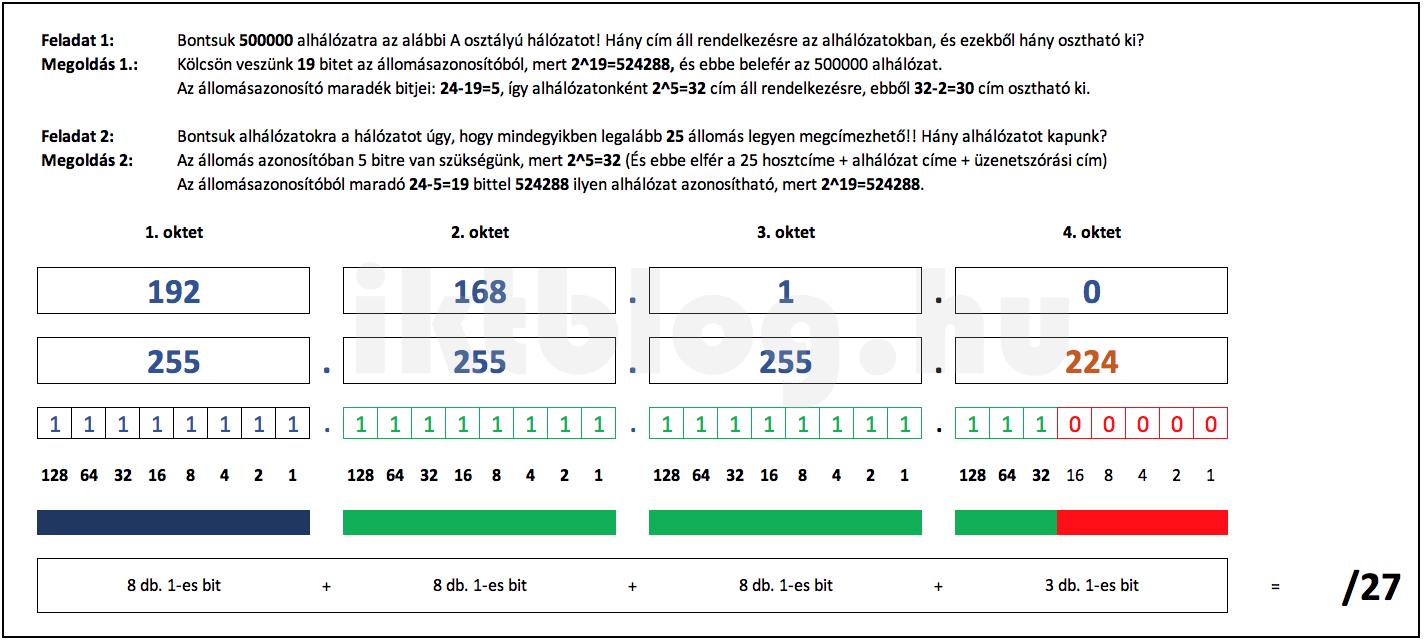 Feladat 1: Bontsuk 500000 alhálózatra az alábbi A osztályú hálózatot! Hány cím áll rendelkezésre az alhálózatokban, és ezekből hány osztható ki?
Megoldás 1.: Kölcsön veszünk 19 bitet az állomásazonosítóból, mert 2^19=524288, és ebbe belefér az 500000 alhálózat.
Az állomásazonosító maradék bitjei: 24-19=5, így alhálózatonként 2^5=32 cím áll rendelkezésre, ebből 32-2=30 cím osztható ki.
Feladat 2: Bontsuk alhálózatokra a hálózatot úgy, hogy mindegyikben legalább 25 állomás legyen megcímezhető!! Hány alhálózatot kapunk?
Megoldás 2: Az állomás azonosítóban 5 bitre van szükségünk, mert 2^5=32 (És ebbe elfér a 25 hosztcíme + alhálózat címe + üzenetszórási cím)
Az állomásazonosítóból maradó 24-5=19 bittel 524288 ilyen alhálózat azonosítható, mert 2^19=524288.
1. oktet 2. oktet 3. oktet 4. oktet
192 168 . 1 . 0
iktblog.hu
255 . 255 . 255 . 224
1 1 1 1 1 1 1 1 . 1 1 1 1 1 1 1 1 . 1 1 1 1 1 1 1 1 . 1 1 1 0 0 0 0 0
128 64 32 16 8 4 2 1 128 64 32 16 8 4 2 1 128 64 32 16 8 4 2 1 128 64 32 16 8 4 2 1
8 db. 1-es bit + 8 db. 1-es bit + 8 db. 1-es bit + 3 db. 1-es bit = /27